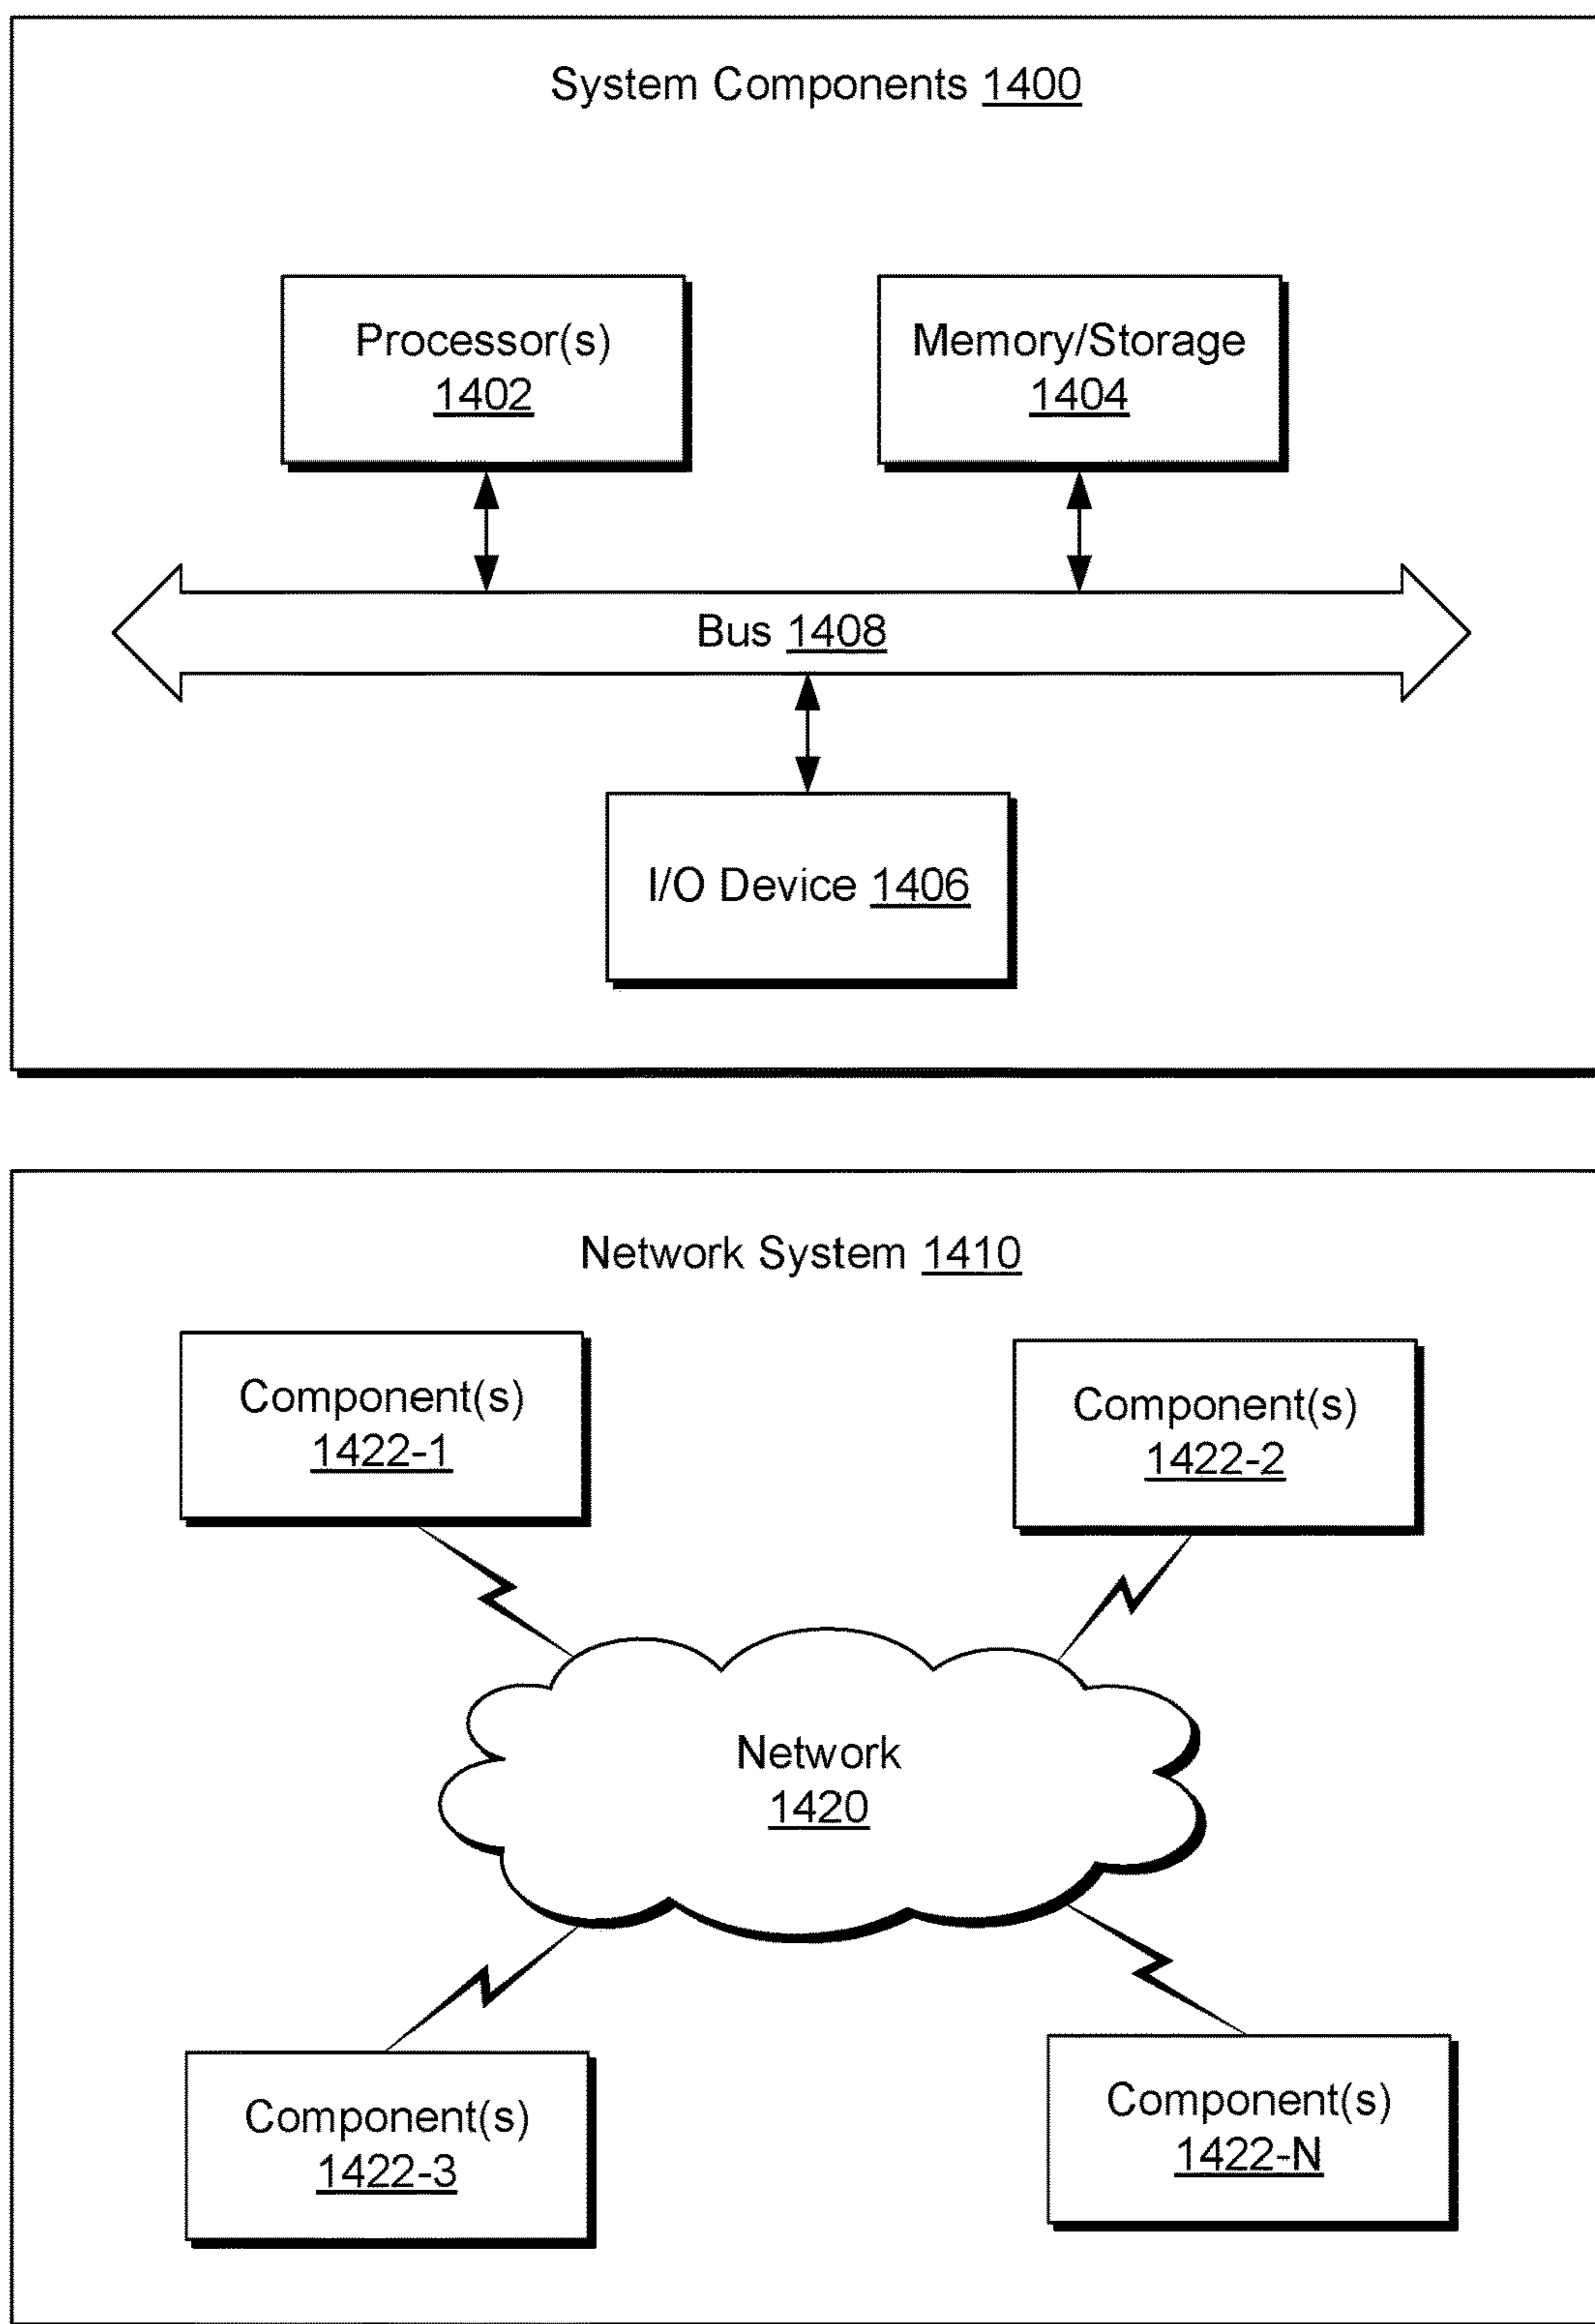 System Components 1400
Processor(s)
1402
Memory/Storage
1404
Bus 1408
I/O Device 1406
Network System 1410
Component(s)
1422-1
Component(s)
1422-2
Network
1420
Component(s)
1422-3
Component(s)
1422-N